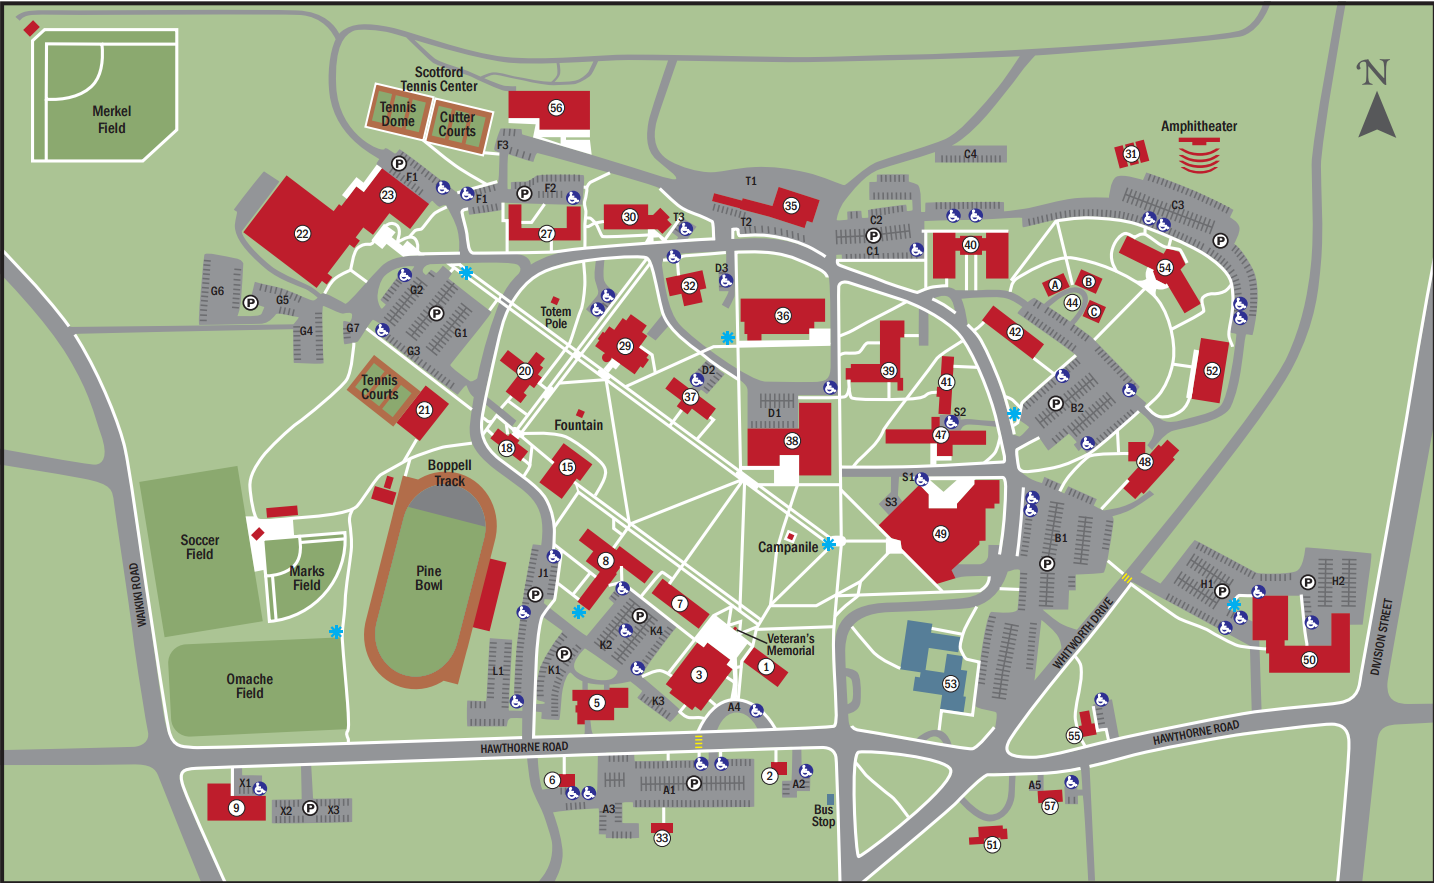 N
Merkel
Field
Scotford
Tennis Center
Tennis
Dome
Cutter
Courts
56
F3
C4
Amphitheater
31
P
F1
23
F1
P
F2
T1
35
C3
22
27
30
T3
T2
C2
P
C1
40
P
54
G6
P
G5
G2
P
G1
G4
G7
G3
D3
32
36
A
B
44
C
Totem
Pole
29
42
20
39
41
52
Tennis
Courts
21
D2
37
P
B2
Fountain
D1
38
S2
47
18
15
48
Boppell
Track
S1
S3
49
Soccer
Field
Marks
Field
Pine
Bowl
Campanile
B1
P
8
J1
P
H1
P
P
H2
WAIKIKI ROAD
7
P
K4
K2
Veteran's
Memorial
1
WHITWORTH DRIVE
DIVISION STREET
50
Omache
Field
L1
P
K1
3
53
5
K3
A4
55
HAWTHORNE ROAD
HAWTHORNE ROAD
X1
9
X2
P
X3
6
A1
P
2
A2
A3
Bus
Stop
A5
57
33
51